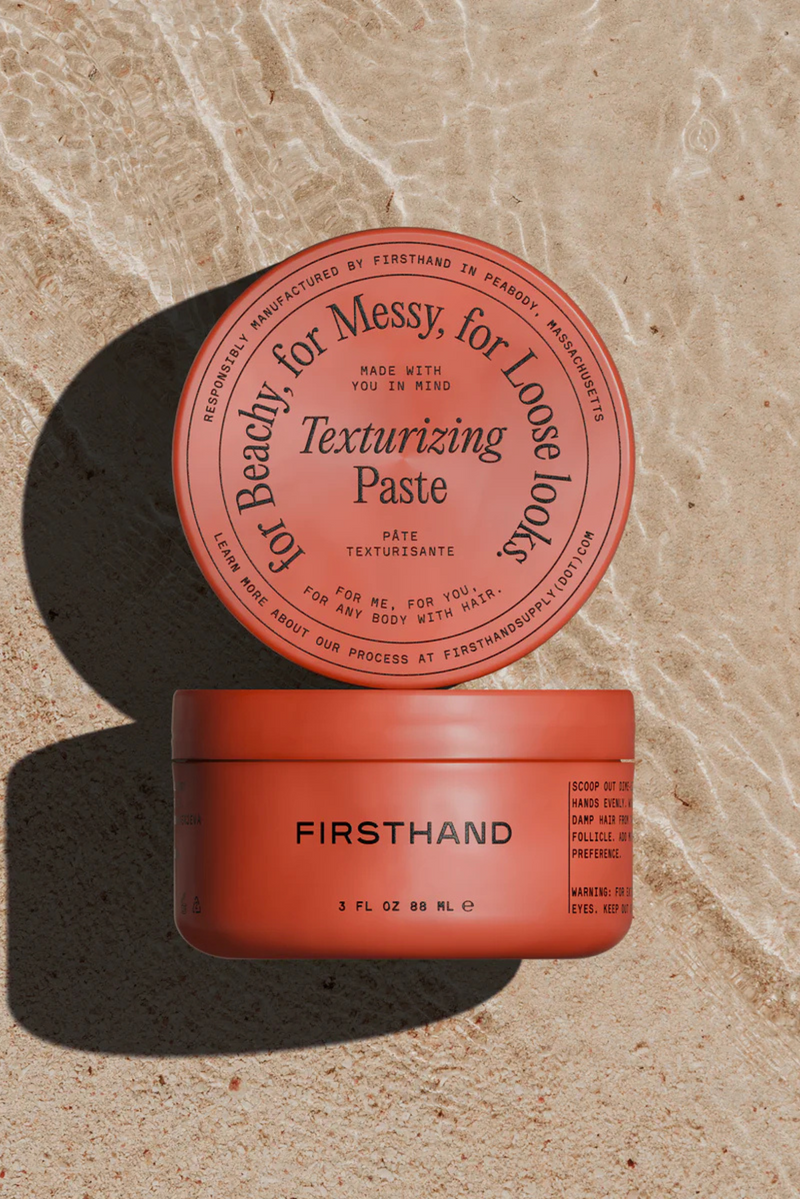 RESPONSIBLY MANUFACTURED BY FIRSTHAND IN PEABODY, MASSACHUSETTS
for Beachy, for Messy, for Loose looks.
MADE WITH
YOU IN MIND
Texturizing
Paste
PÂTE
TEXTURISANTE
FOR ME, FOR YOU,
FOR ANY BODY WITH HAIR.
LEARN MORE ABOUT OUR PROCESS AT FIRSTHANDSUPPLY(DOT)COM
FIRSTHAND
3 FL OZ 88 ML ℮
SCOOP OUT
HANDS EVENLY.
DAMP HAIR FROM
FOLLICLE. ADD
PREFERENCE.
WARNING: FOR
EYES. KEEP OUT